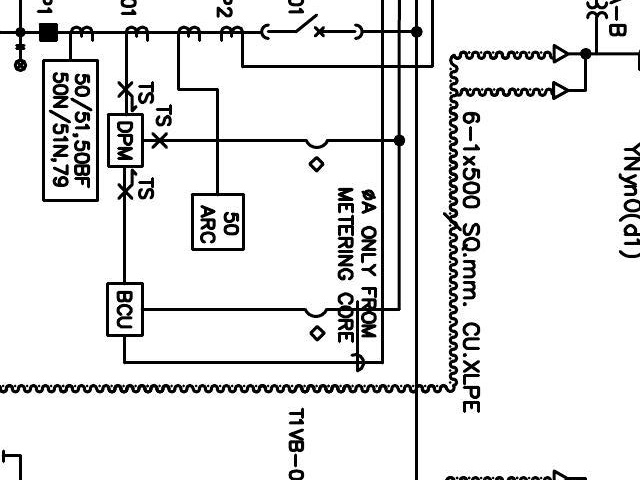 P1
01
P2
01
A-B
50/51,50BF
50N/51N,79
TS
TS
DPM
TS
50
ARC
ØA ONLY FROM
METERING CORE
BCU
6-1x500 SQ.mm. CU.XLPE
YNyn0(d1)
T1VB-0